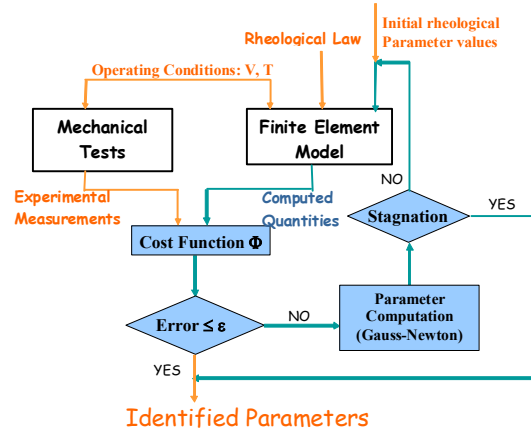 Initial rheological
Parameter values
Rheological Law
Operating Conditions: V, T
Mechanical
Tests
Finite Element
Model
NO
Experimental
Measurements
Computed
Quantities
Stagnation
YES
Cost Function Φ
Error ≤ ε
NO
Parameter
Computation
(Gauss-Newton)
YES
Identified Parameters